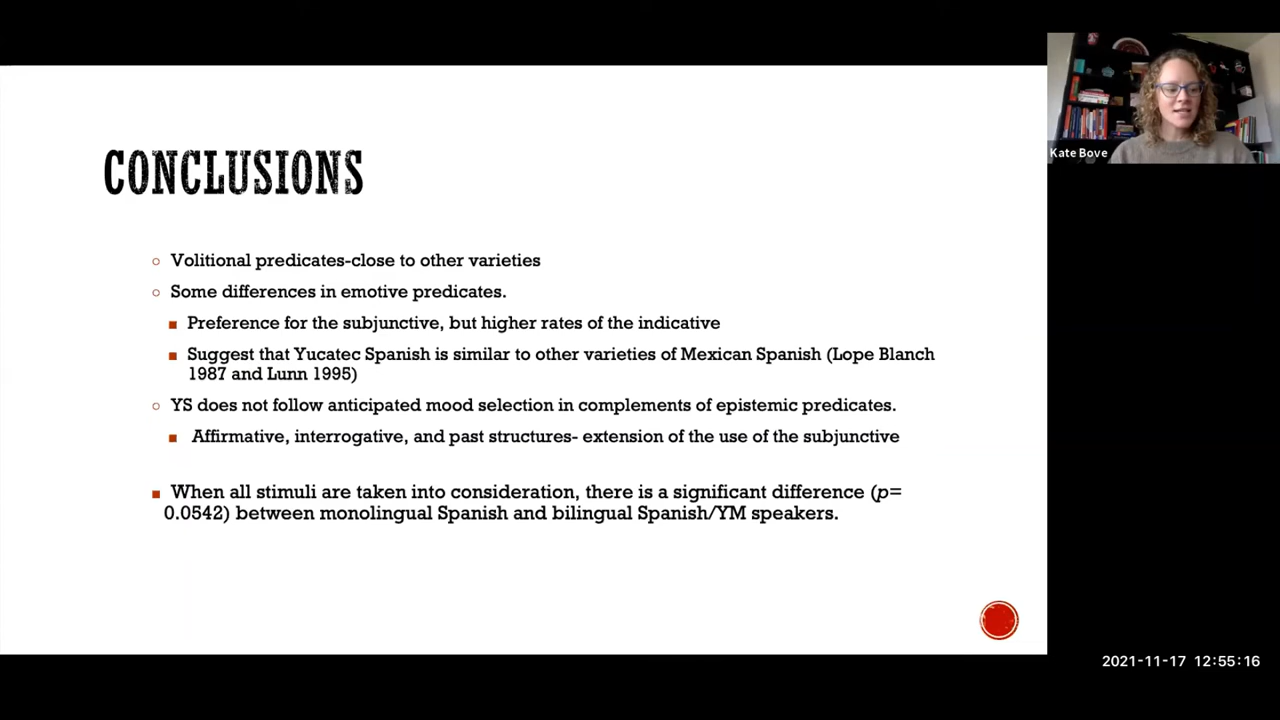 CONCLUSIONS
Volitional predicates-close to other varieties
Some differences in emotive predicates.
Preference for the subjunctive, but higher rates of the indicative
Suggest that Yucatec Spanish is similar to other varieties of Mexican Spanish (Lope Blanch
1987 and Lunn 1995)
YS does not follow anticipated mood selection in complements of epistemic predicates.
Affirmative, interrogative, and past structures- extension of the use of the subjunctive
When all stimuli are taken into consideration, there is a significant difference (p=
0.0542) between monolingual Spanish and bilingual Spanish/YM speakers.
Kate Bove
2021-11-17 12:55:16